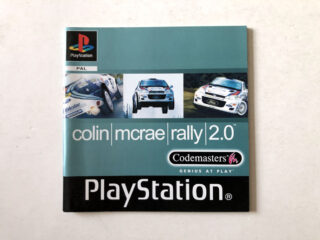 PlayStation
PAL
colin|mcrae|rally|2.0
Codemasters
GENIUS AT PLAY
PlayStation®